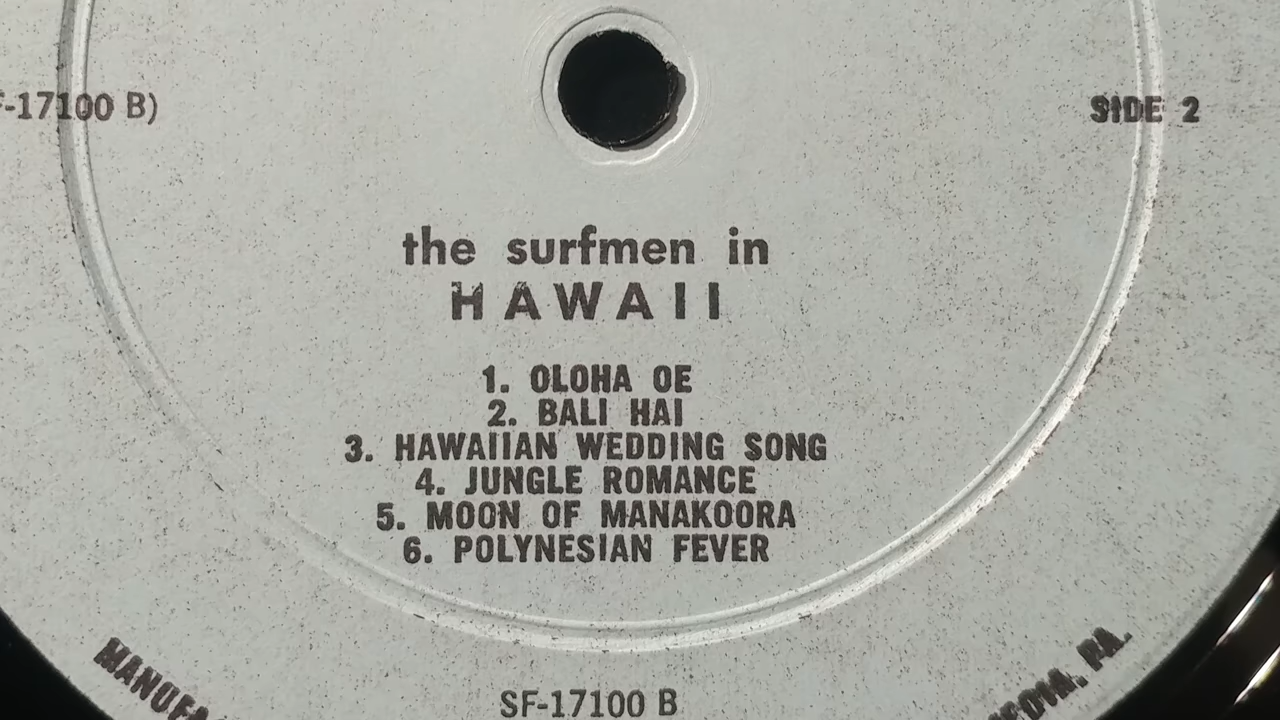 -17100 B)
SIDE 2
the surfmen in
HAWAII
1. OLOHA OE
2. BALI HAI
3. HAWAIIAN WEDDING SONG
4. JUNGLE ROMANCE
5. MOON OF MANAKOORA
6. POLYNESIAN FEVER
SF-17100 B
PA.